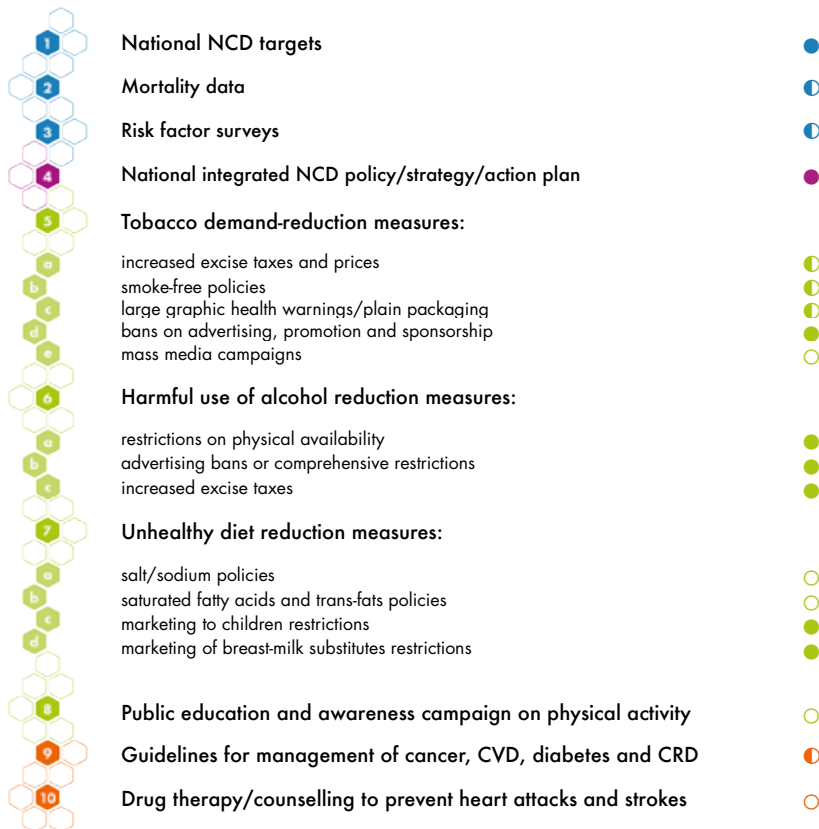 1 National NCD targets
2 Mortality data
3 Risk factor surveys
4 National integrated NCD policy/strategy/action plan
5 Tobacco demand-reduction measures:
a increased excise taxes and prices
b smoke-free policies
c large graphic health warnings/plain packaging
d bans on advertising, promotion and sponsorship
e mass media campaigns
6 Harmful use of alcohol reduction measures:
a restrictions on physical availability
b advertising bans or comprehensive restrictions
c increased excise taxes
7 Unhealthy diet reduction measures:
a salt/sodium policies
b saturated fatty acids and trans-fats policies
c marketing to children restrictions
d marketing of breast-milk substitutes restrictions
8 Public education and awareness campaign on physical activity
9 Guidelines for management of cancer, CVD, diabetes and CRD
10 Drug therapy/counselling to prevent heart attacks and strokes